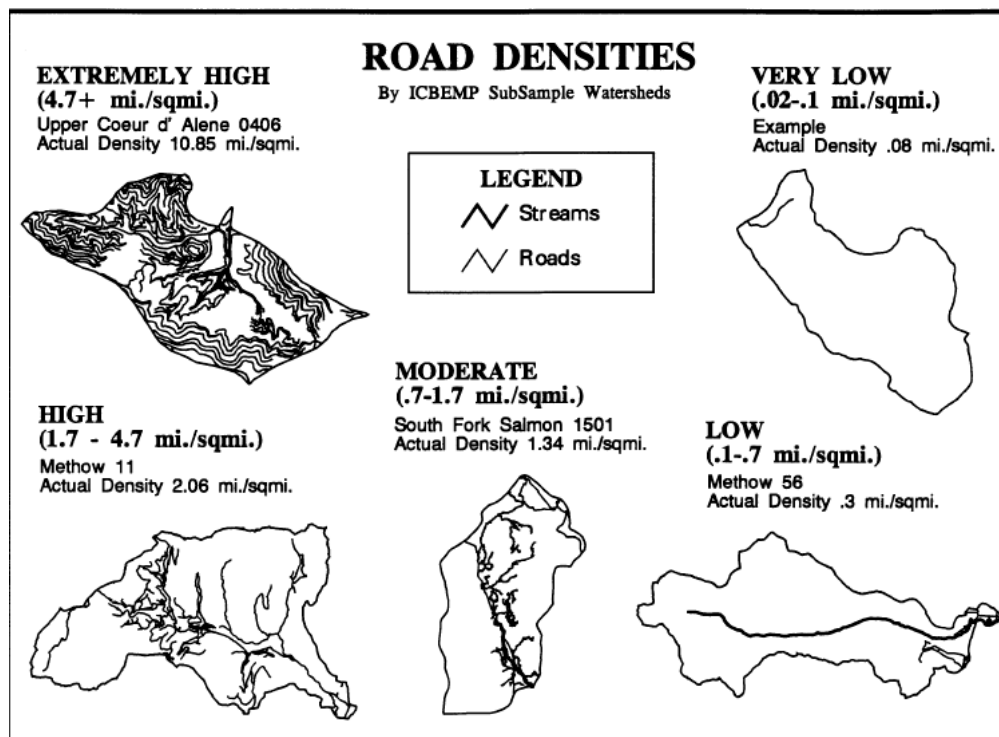 ROAD DENSITIES
By ICBEMP SubSample Watersheds
EXTREMELY HIGH
(4.7+ mi./sqmi.)
Upper Coeur d' Alene 0406
Actual Density 10.85 mi./sqmi.
VERY LOW
(.02-.1 mi./sqmi.)
Example
Actual Density .08 mi./sqmi.
LEGEND
Streams
Roads
HIGH
(1.7 - 4.7 mi./sqmi.)
Methow 11
Actual Density 2.06 mi./sqmi.
MODERATE
(.7-1.7 mi./sqmi.)
South Fork Salmon 1501
Actual Density 1.34 mi./sqmi.
LOW
(.1-.7 mi./sqmi.)
Methow 56
Actual Density .3 mi./sqmi.